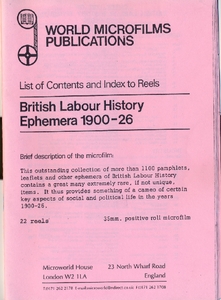 WORLD MICROFILMS
PUBLICATIONS
List of Contents and Index to Reels
British Labour History
Ephemera 1900-26
Brief description of the microfilm:
This outstanding collection of more than 1100 pamphlets,
leaflets and other ephemera of British Labour History
contains a great many extremely rare, if not unique,
items. It thus provides something of a cameo of certain
key aspects of social and political life in the years
1900-26.
22 reels
35mm. positive roll microfilm
Microworld House
23 North Wharf Road
London W2 1LA
England